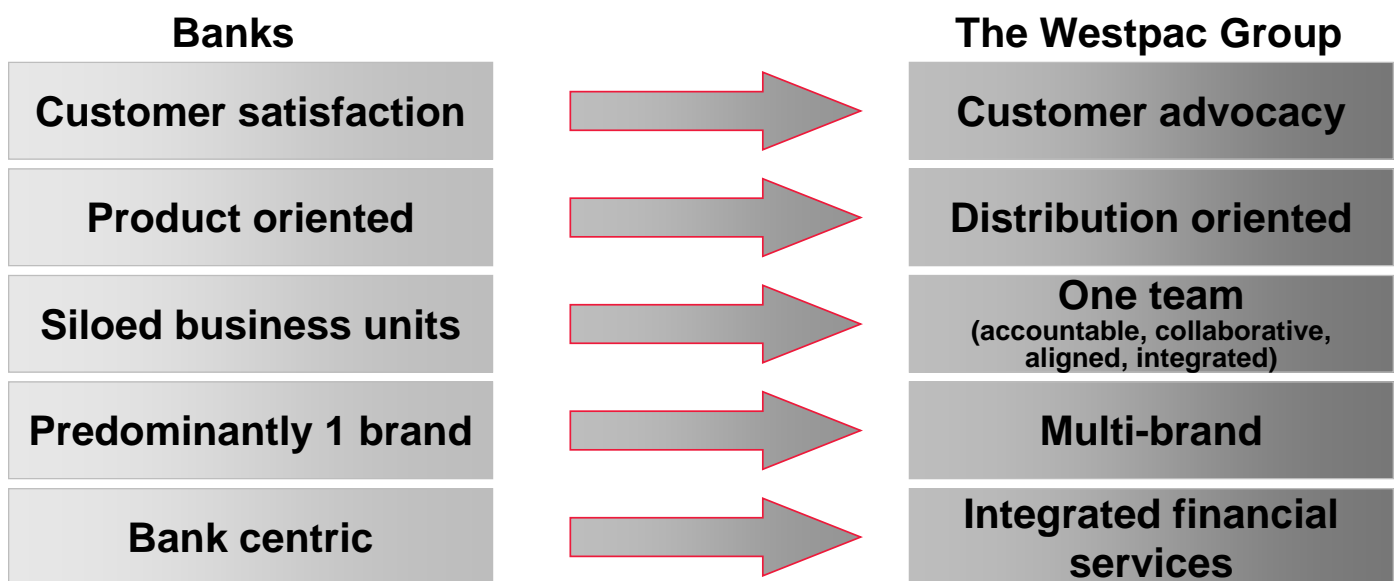 Banks
The Westpac Group
Customer satisfaction
Customer advocacy
Product oriented
Distribution oriented
Siloed business units
One team
(accountable, collaborative,
aligned, integrated)
Predominantly 1 brand
Multi-brand
Bank centric
Integrated financial
services